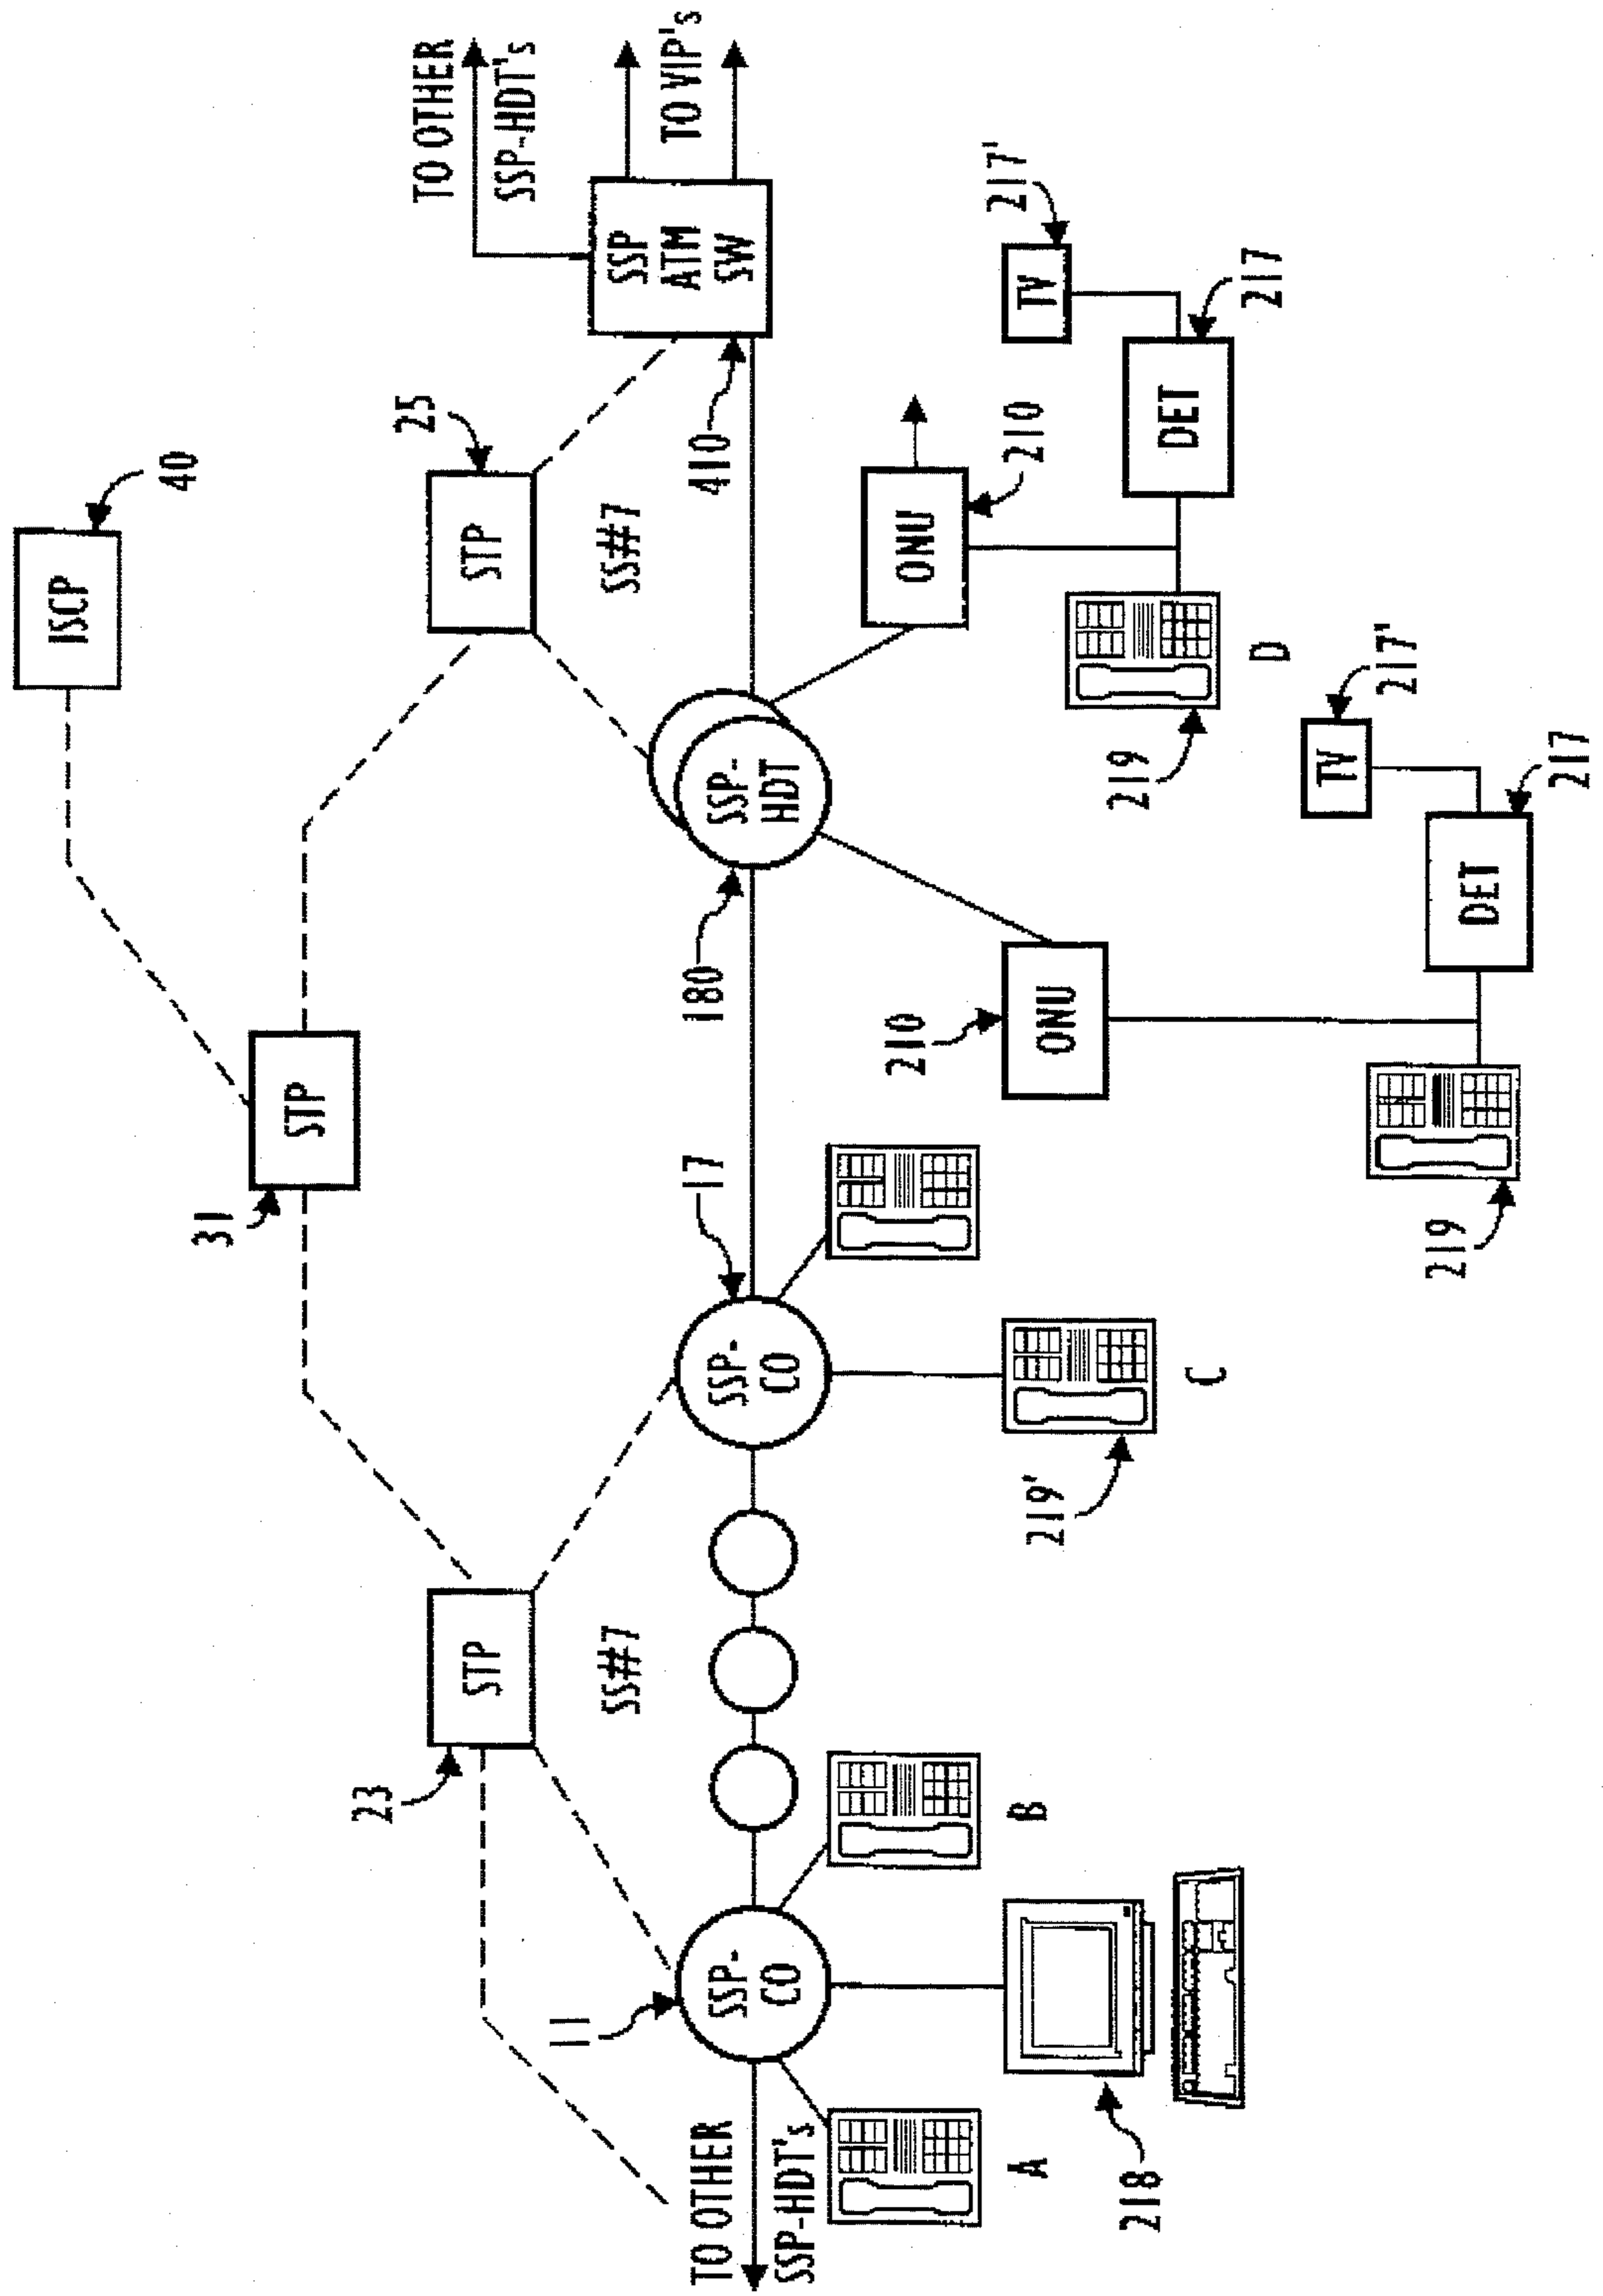 ISCP
40
STP
31
STP
25
STP
23
SS#7
SS#7
TO OTHER
SSP-HDT's
TO VIP's
SSP
ATM
SW
410
SSP-
HDT
180
SSP-
CO
17
SSP-
CO
11
TO OTHER
SSP-HDT's
A
B
218
219'
C
ONU
210
ONU
210
219
D
DET
217
TV
217'
219
DET
217
TV
217'